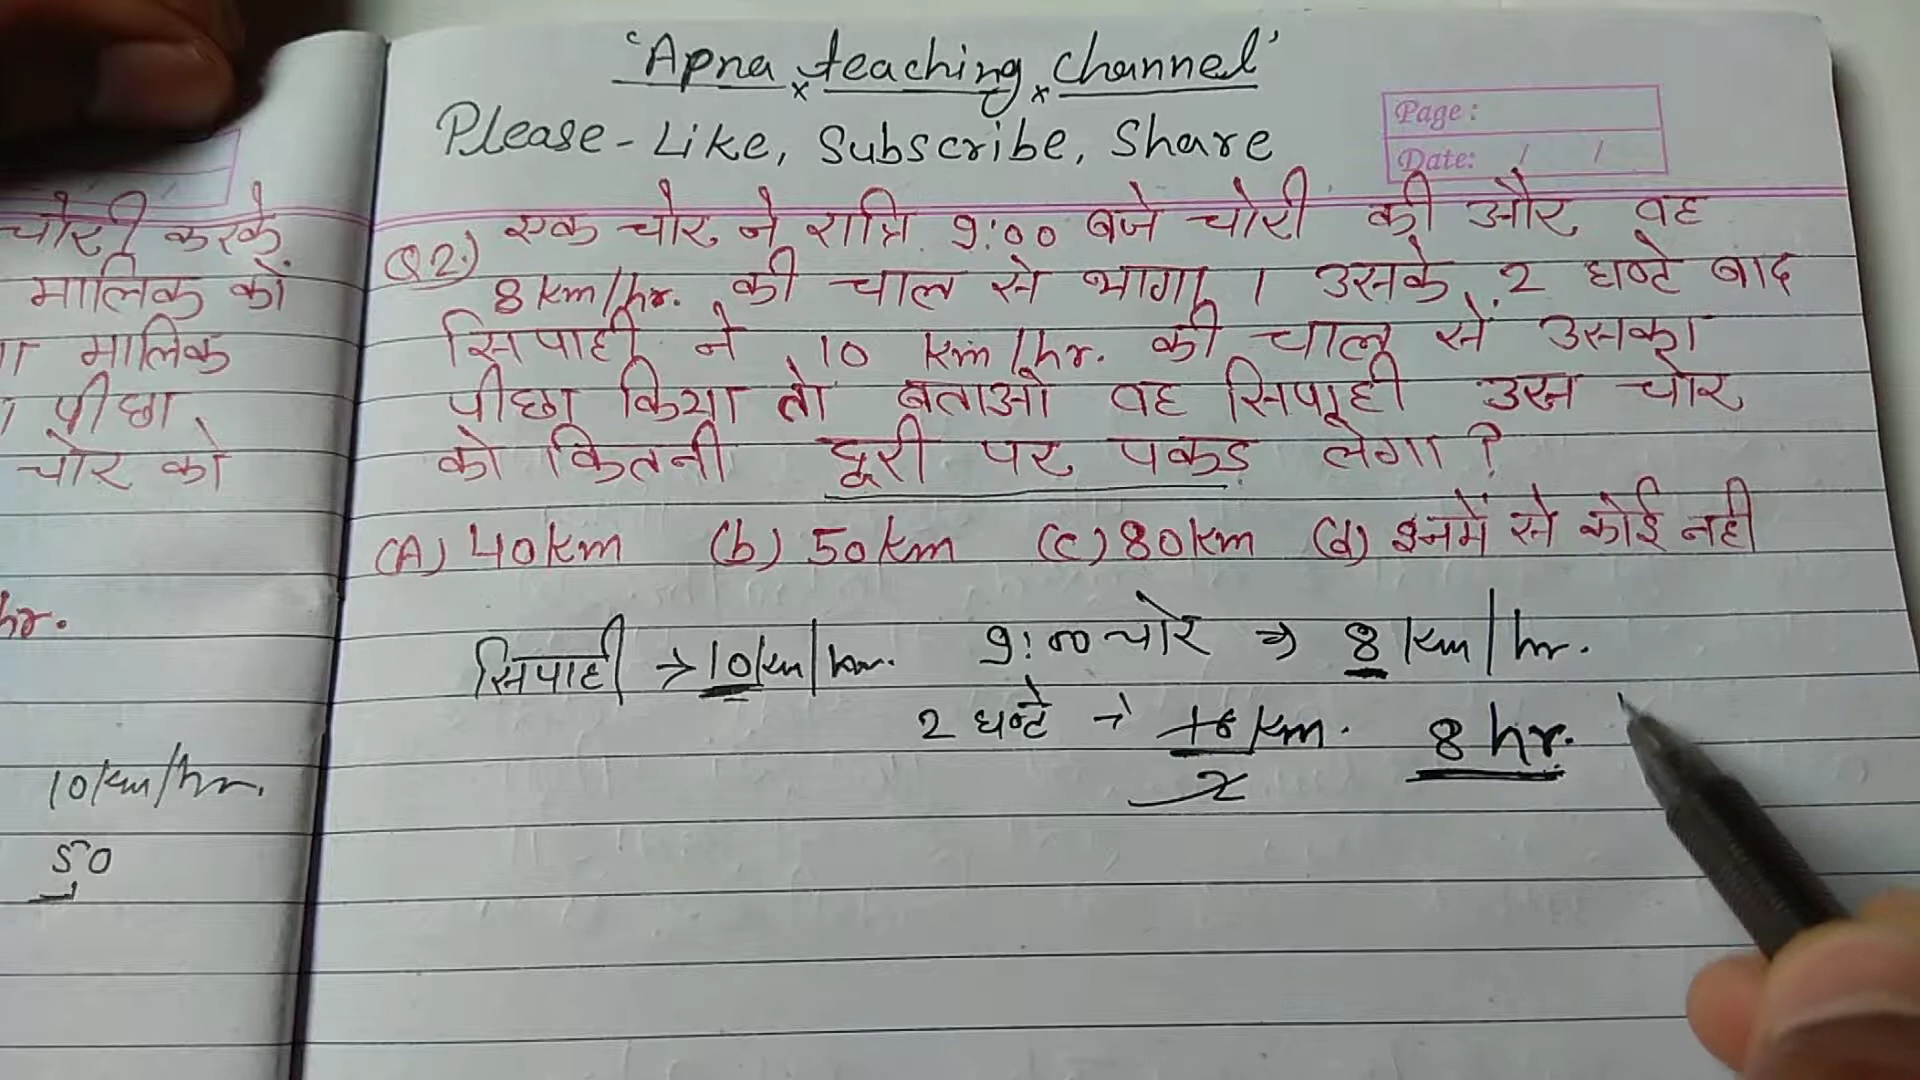 'Apna teaching channel'
Please - Like, Subscribe, Share
Page :
Date: / /
चोरी करके
मालिक को
मालिक
पीछा
चोर को
hr.
10km/hr.
50
Q2.) एक चोर ने रात्रि 9:00 बजे चोरी की और वह
8km/hr. की चाल से भागा । उसके 2 घण्टे बाद
सिपाही ने 10 km/hr. की चाल से उसका
पीछा किया तो बताओ वह सिपाही उस चोर
को कितनी दूरी पर पकड़ लेगा ?
(A) 40km (b) 50km (c) 80km (d) इनमें से कोई नही
सिपाही → 10km/hr. 9:00 चोर ⇒ 8 km/hr.
2 घण्टे → 16 km. 8 hr.
2